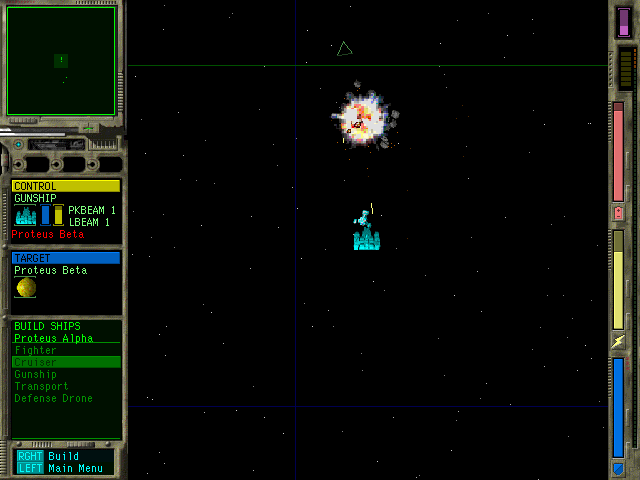 CONTROL
GUNSHIP
PKBEAM 1
LBEAM 1
Proteus Beta
TARGET
Proteus Beta
BUILD SHIPS
Proteus Alpha
Fighter
Cruiser
Gunship
Transport
Defense Drone
RGHT Build
LEFT Main Menu